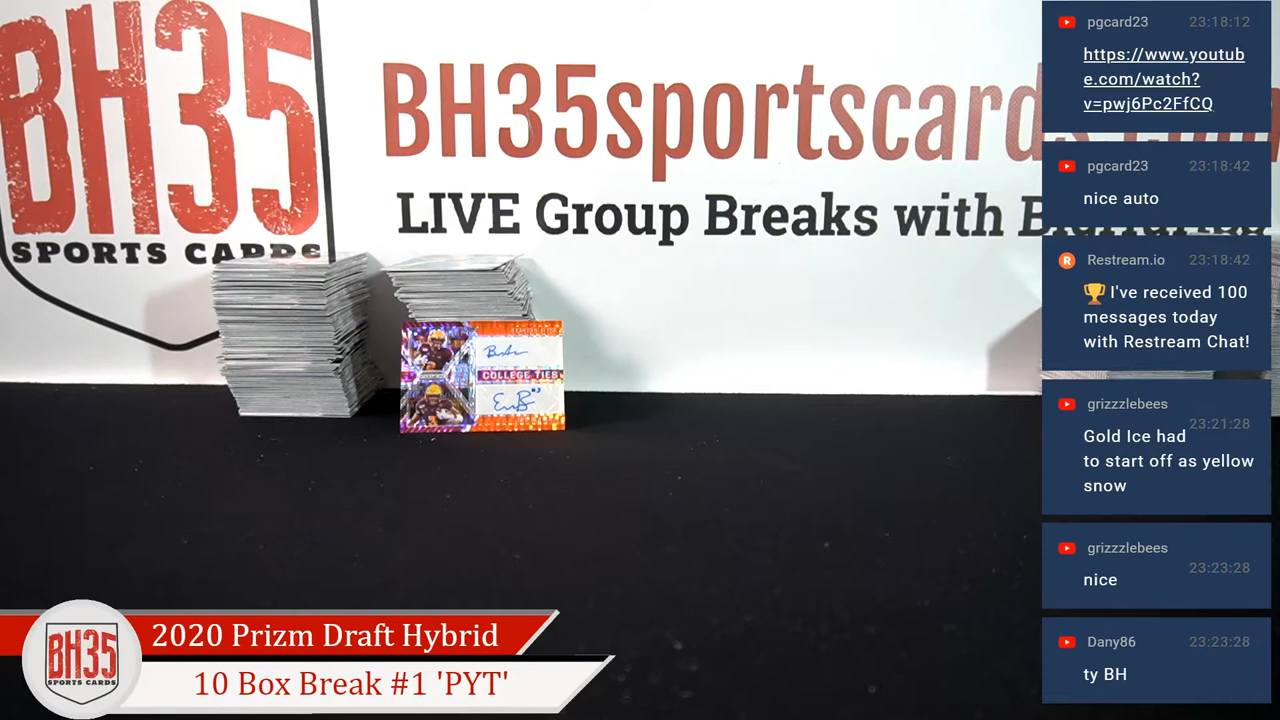 BH35
SPORTS CARDS
BH35sportscards.com
LIVE Group Breaks with
COLLEGE TIES
pgcard23 23:18:12
https://www.youtub
e.com/watch?
v=pwj6Pc2FfCQ
pgcard23 23:18:42
nice auto
Restream.io 23:18:42
🏆 I've received 100
messages today
with Restream Chat!
grizzzlebees 23:21:28
Gold Ice had
to start off as yellow
snow
grizzzlebees 23:23:28
nice
Dany86 23:23:28
ty BH
BH35
SPORTS CARDS
2020 Prizm Draft Hybrid
10 Box Break #1 'PYT'